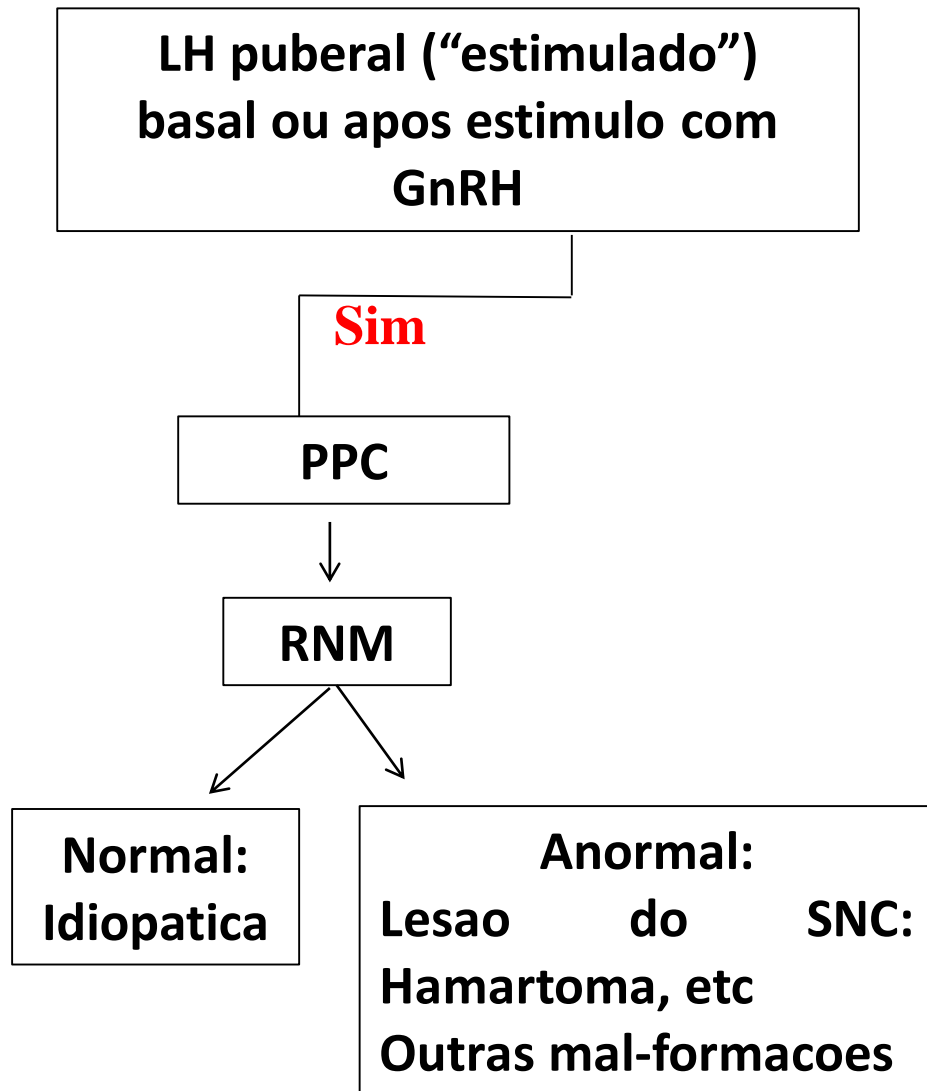 LH puberal (“estimulado”)
basal ou apos estimulo com
GnRH
Sim
PPC
RNM
Normal:
Idiopatica
Anormal:
Lesao do SNC:
Hamartoma, etc
Outras mal-formacoes